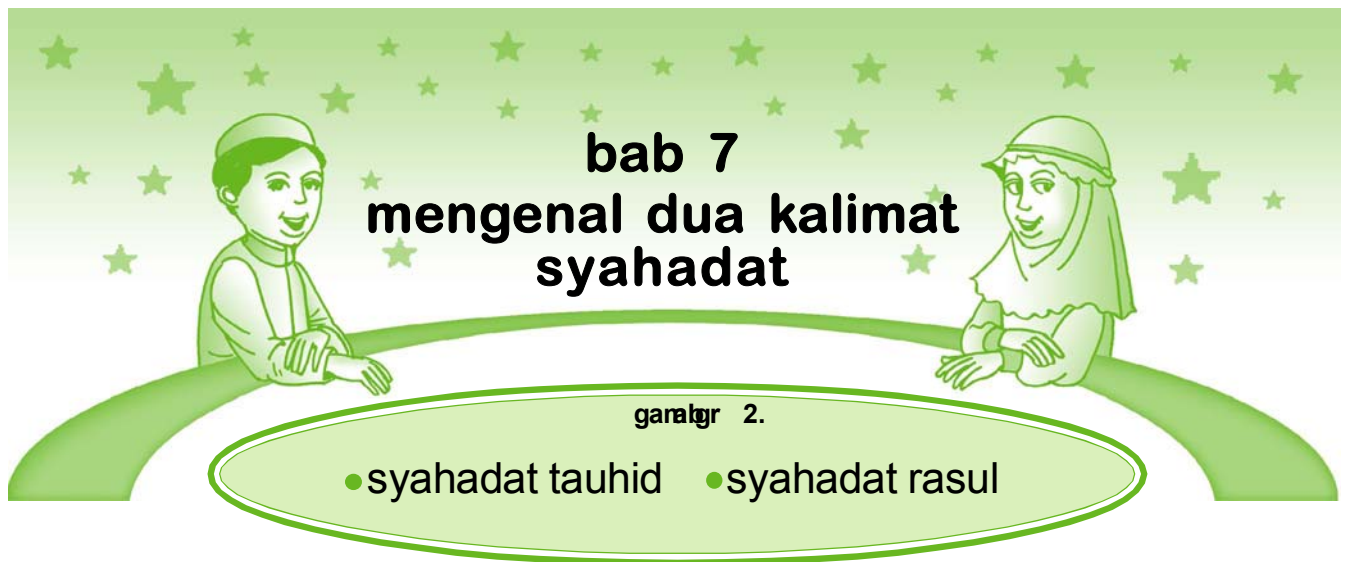 bab 7
mengenal dua kalimat
syahadat
2.
•syahadat tauhid •syahadat rasul